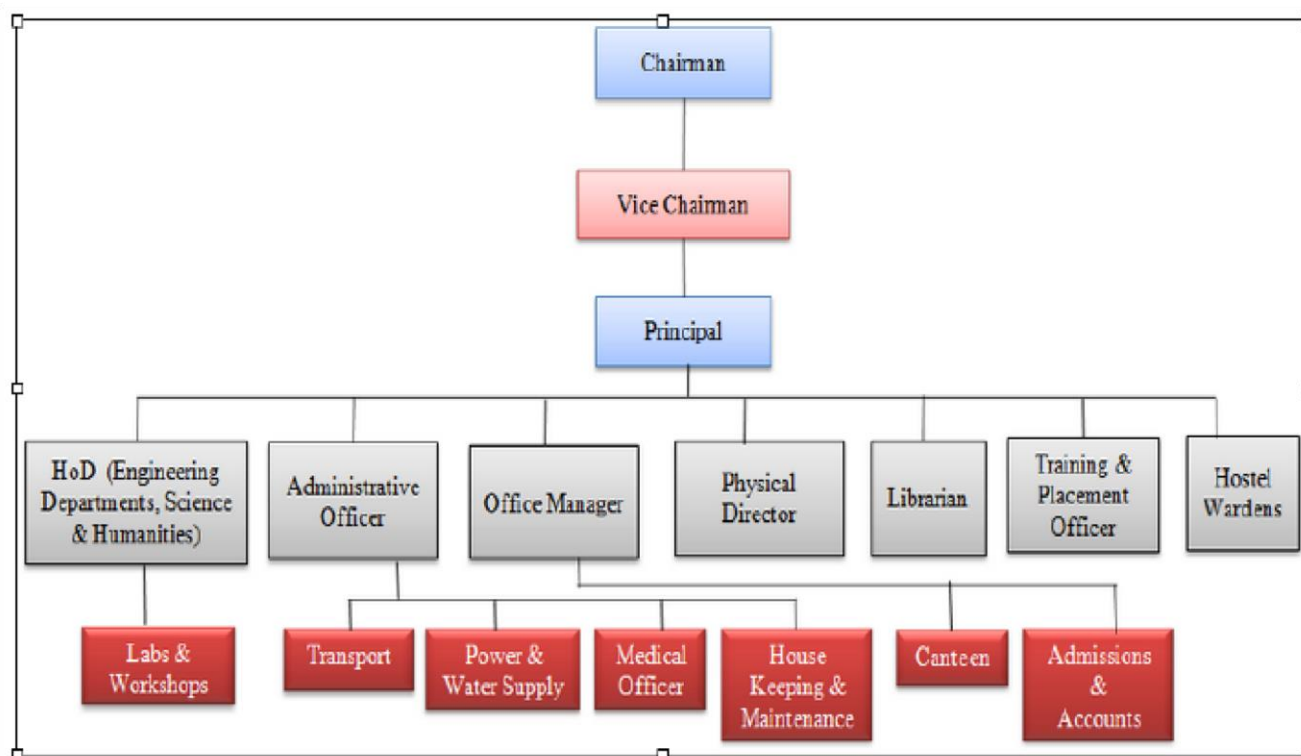 Chairman
Vice Chairman
Principal
HoD (Engineering
Departments, Science
& Humanities)
Administrative
Officer
Office Manager
Physical
Director
Librarian
Training &
Placement
Officer
Hostel
Wardens
Labs &
Workshops
Transport
Power &
Water Supply
Medical
Officer
House
Keeping &
Maintenance
Canteen
Admissions
&
Accounts